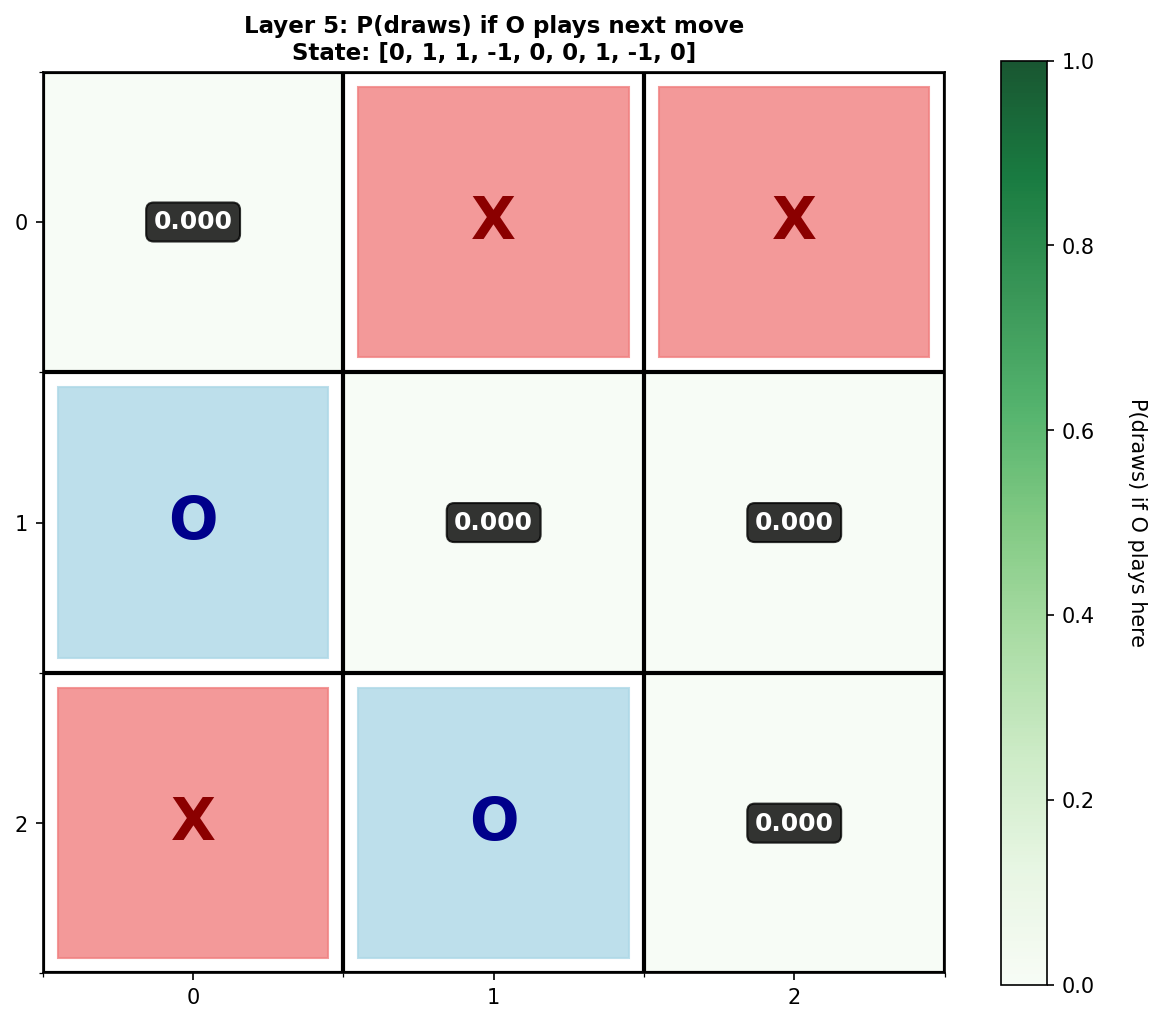 Layer 5: P(draws) if O plays next move
State: [0, 1, 1, -1, 0, 0, 1, -1, 0]
0
0.000
X
X
1
O
0.000
0.000
2
X
O
0.000
0
1
2
1.0
0.8
0.6
0.4
0.2
0.0
P(draws) if O plays here